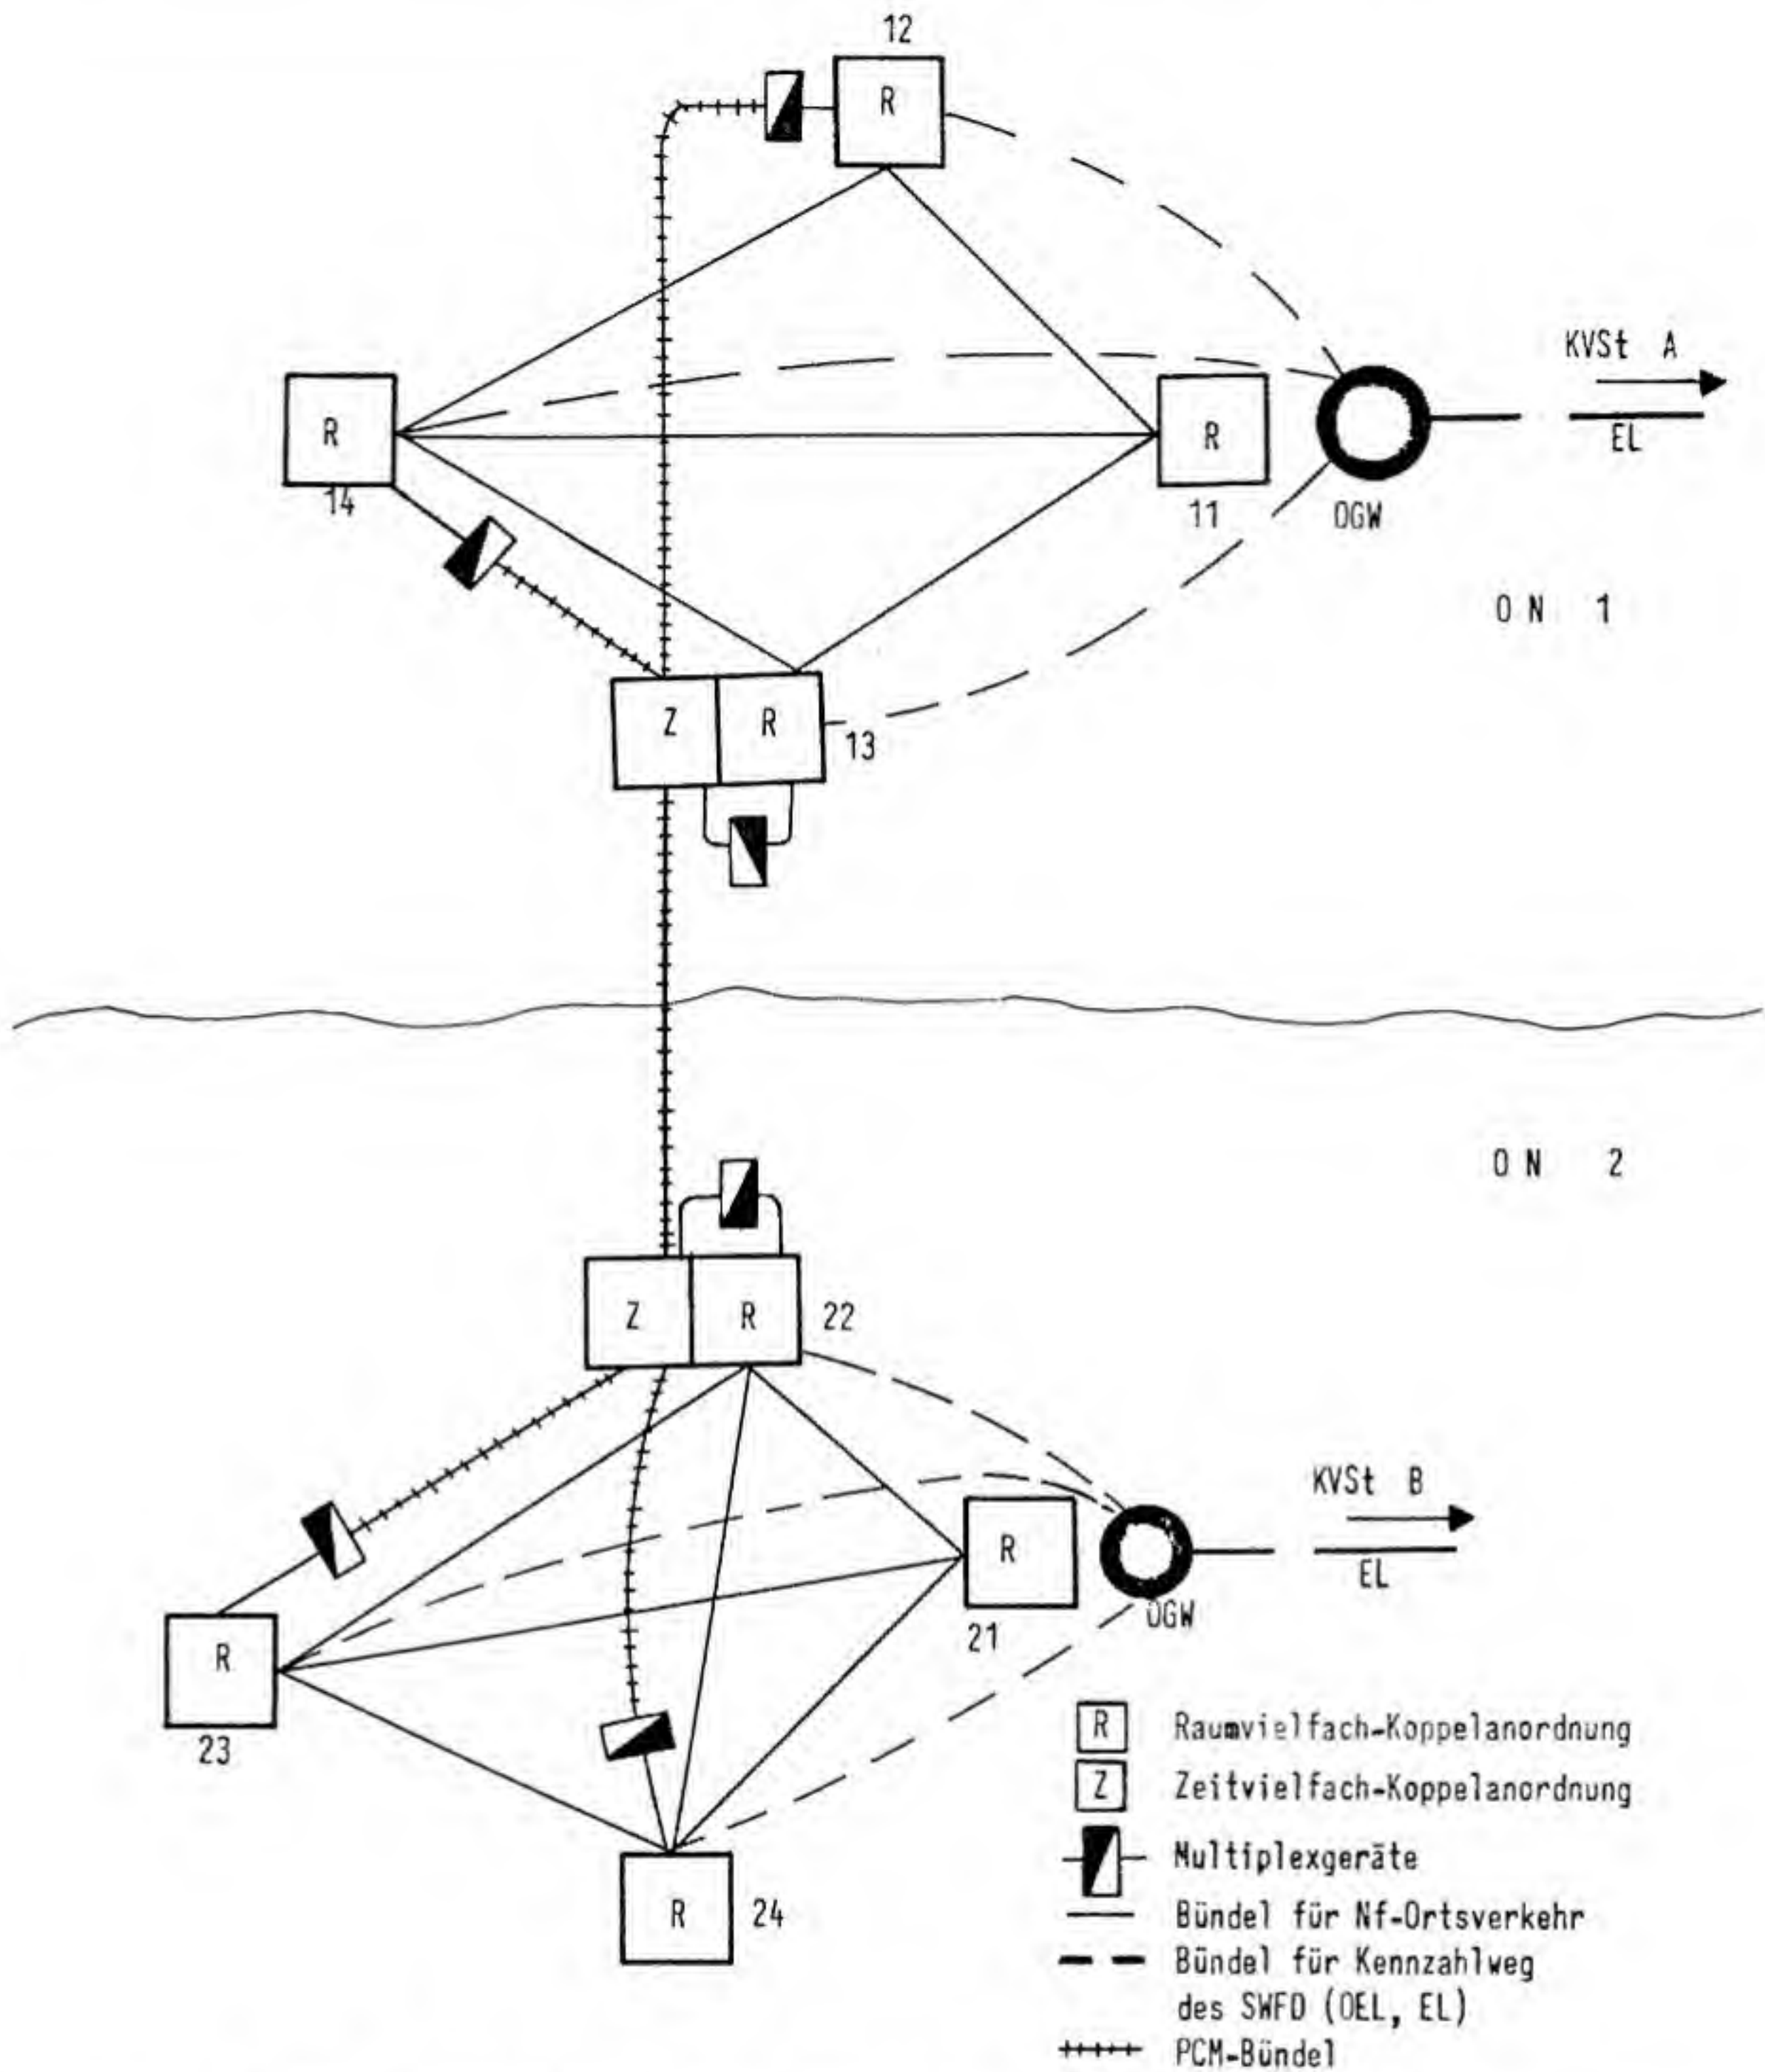 12
R
KVSt A
R
R
EL
14
11
OGW
ON 1
Z
R
13
ON 2
Z
R
22
KVSt B
R
EL
OGW
21
R
23
R Raumvielfach-Koppelanordnung
Z Zeitvielfach-Koppelanordnung
Multiplexgeräte
R
24
Bündel für Nf-Ortsverkehr
Bündel für Kennzahlweg
des SWFD (OEL, EL)
PCM-Bündel